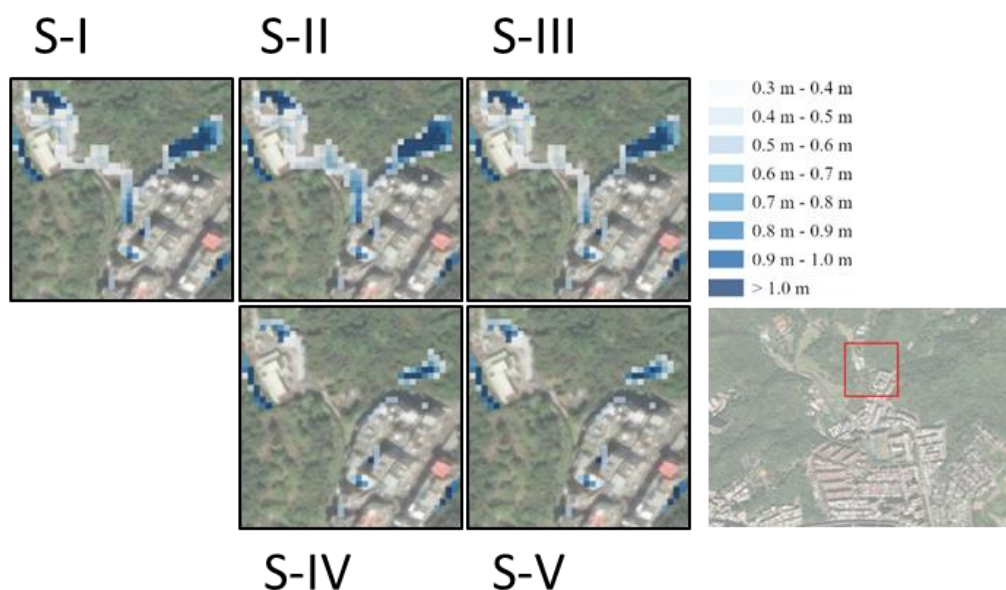 S-I
S-II
S-III
0.3 m - 0.4 m
0.4 m - 0.5 m
0.5 m - 0.6 m
0.6 m - 0.7 m
0.7 m - 0.8 m
0.8 m - 0.9 m
0.9 m - 1.0 m
> 1.0 m
S-IV
S-V